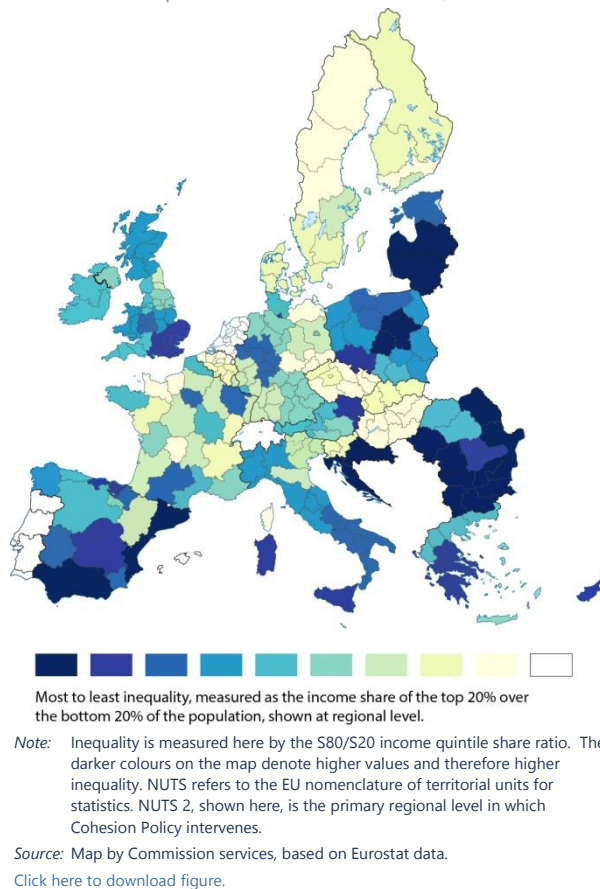 Most to least inequality, measured as the income share of the top 20% over
the bottom 20% of the population, shown at regional level.
Note: Inequality is measured here by the S80/S20 income quintile share ratio. The
darker colours on the map denote higher values and therefore higher
inequality. NUTS refers to the EU nomenclature of territorial units for
statistics. NUTS 2, shown here, is the primary regional level in which
Cohesion Policy intervenes.
Source: Map by Commission services, based on Eurostat data.
Click here to download figure.